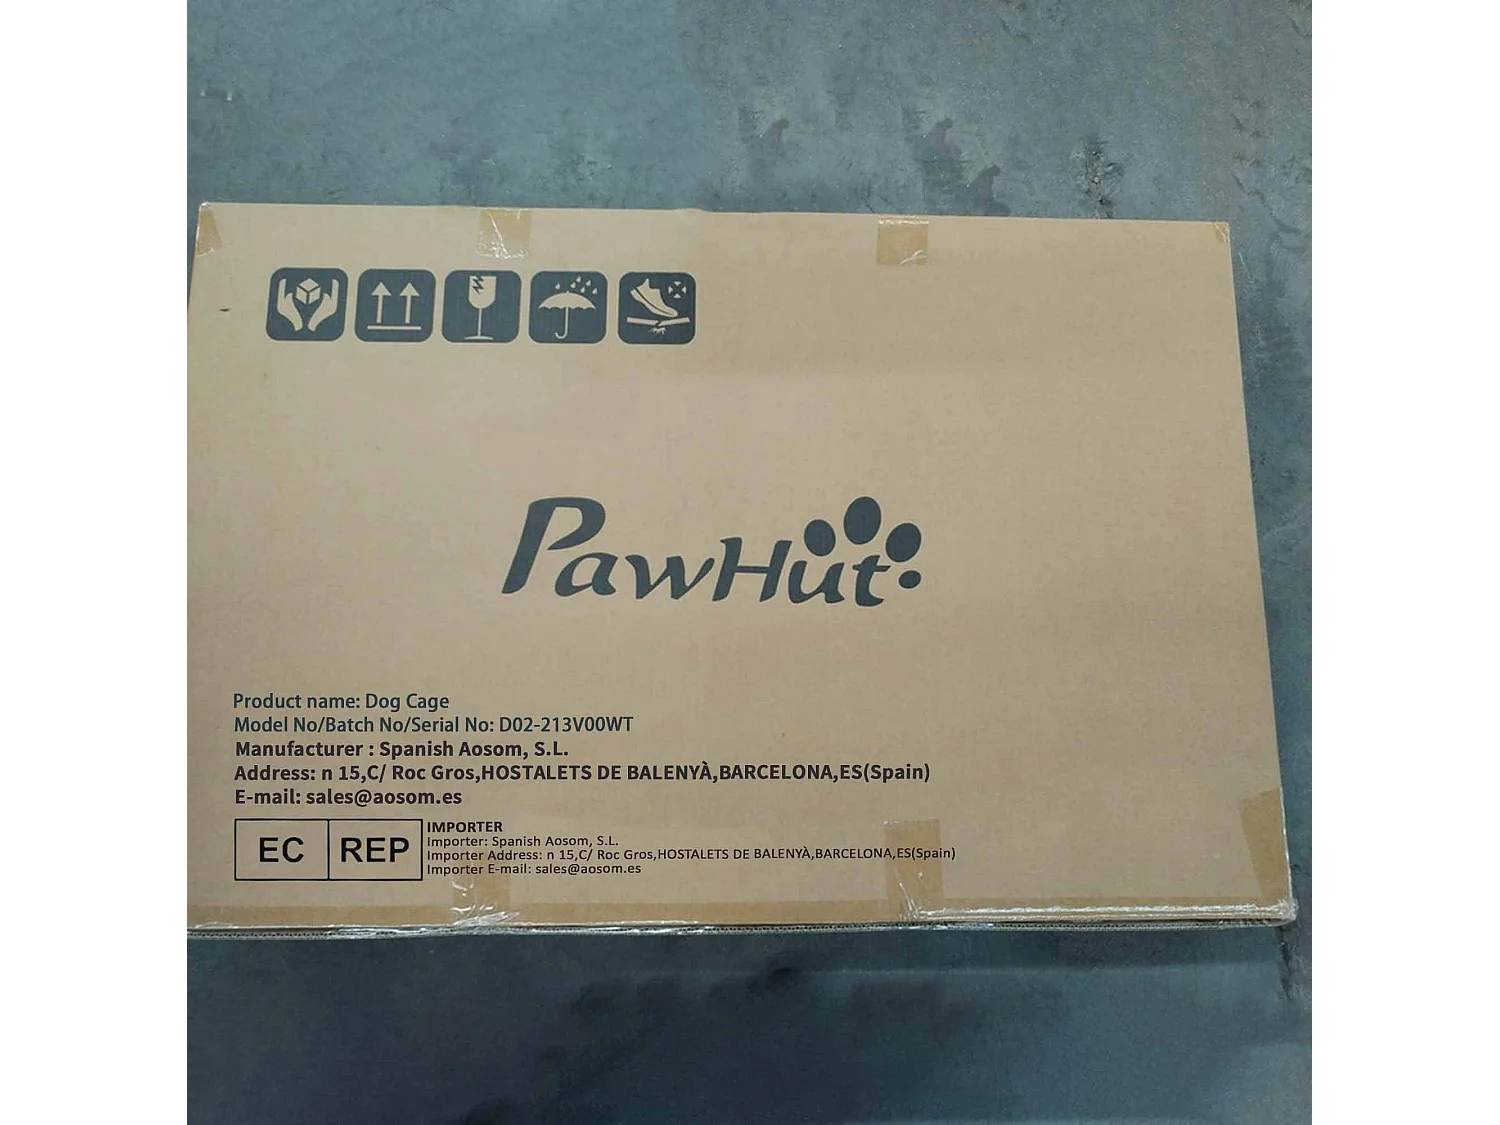 PawHut
Product name: Dog Cage
Model No/Batch No/Serial No: D02-213V00WT
Manufacturer : Spanish Aosom, S.L.
Address: n 15,C/ Roc Gros,HOSTALETS DE BALENYÀ,BARCELONA,ES(Spain)
E-mail: sales@aosom.es
EC REP
IMPORTER
Importer: Spanish Aosom, S.L.
Importer Address: n 15,C/ Roc Gros,HOSTALETS DE BALENYÀ,BARCELONA,ES(Spain)
Importer E-mail: sales@aosom.es